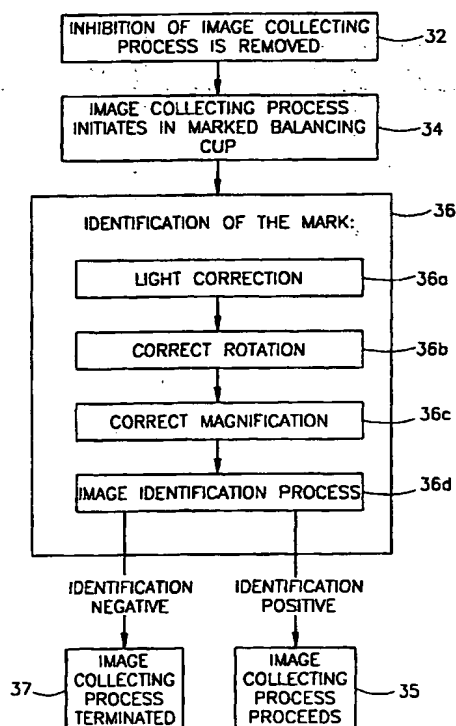 INHIBITION OF IMAGE COLLECTING
PROCESS IS REMOVED
32
IMAGE COLLECTING PROCESS
INITIATES IN MARKED BALANCING
CUP
34
36
IDENTIFICATION OF THE MARK:
LIGHT CORRECTION
36a
CORRECT ROTATION
36b
CORRECT MAGNIFICATION
36c
IMAGE IDENTIFICATION PROCESS
36d
IDENTIFICATION
NEGATIVE
IDENTIFICATION
POSITIVE
37
IMAGE
COLLECTING
PROCESS
TERMINATED
IMAGE
COLLECTING
PROCESS
PROCEEDS
35